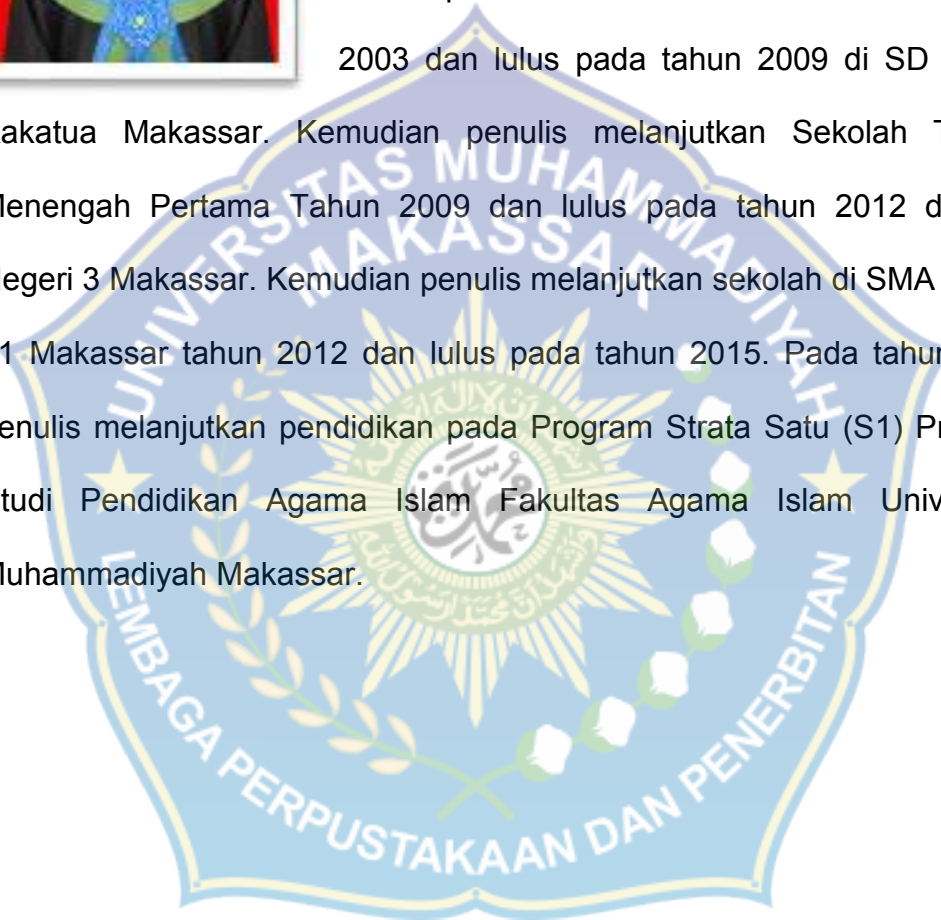 2003 dan lulus pada tahun 2009 di SD
akatua Makassar. Kemudian penulis melanjutkan Sekolah T
Menengah Pertama Tahun 2009 dan lulus pada tahun 2012 d
Negeri 3 Makassar. Kemudian penulis melanjutkan sekolah di SMA
1 Makassar tahun 2012 dan lulus pada tahun 2015. Pada tahun
enulis melanjutkan pendidikan pada Program Strata Satu (S1) Pr
tudi Pendidikan Agama Islam Fakultas Agama Islam Univ
Muhammadiyah Makassar.
UNIVERSITAS MUHAMMADIYAH
MAKASSAR
LEMBAGA PERPUSTAKAAN DAN PENERBITAN